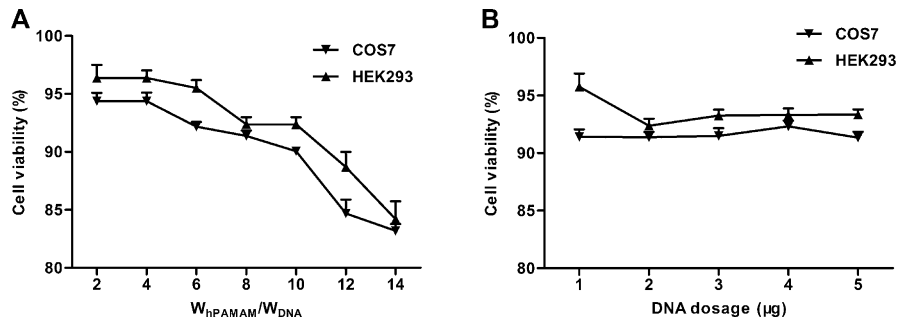 A
COS7
HEK293
100
95
90
85
80
Cell viability (%)
2 4 6 8 10 12 14
WhPAMAM/WDNA
B
COS7
HEK293
100
95
90
85
80
Cell viability (%)
1 2 3 4 5
DNA dosage (µg)